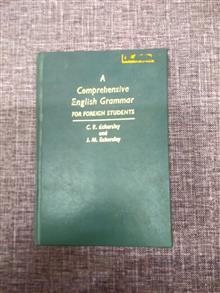 A
Comprehensive
English Grammar
FOR FOREIGN STUDENTS
C. E. Eckersley
and
J. M. Eckersley